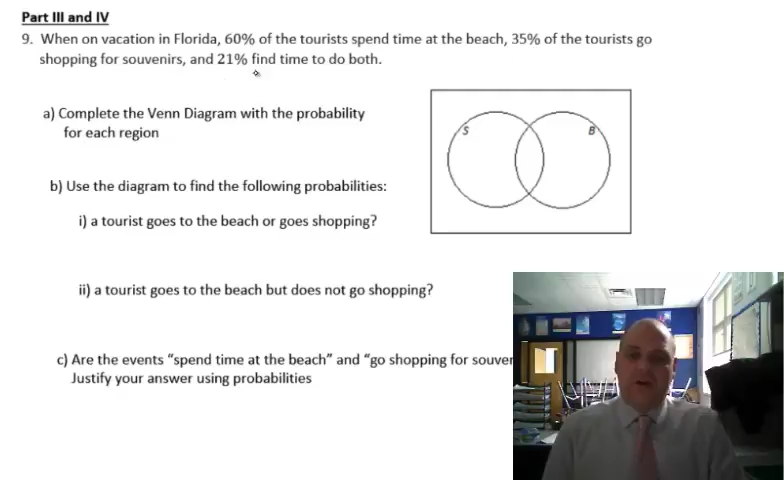 Part III and IV
9. When on vacation in Florida, 60% of the tourists spend time at the beach, 35% of the tourists go
shopping for souvenirs, and 21% find time to do both.
a) Complete the Venn Diagram with the probability
for each region
S
B
b) Use the diagram to find the following probabilities:
i) a tourist goes to the beach or goes shopping?
ii) a tourist goes to the beach but does not go shopping?
c) Are the events "spend time at the beach" and "go shopping for
Justify your answer using probabilities